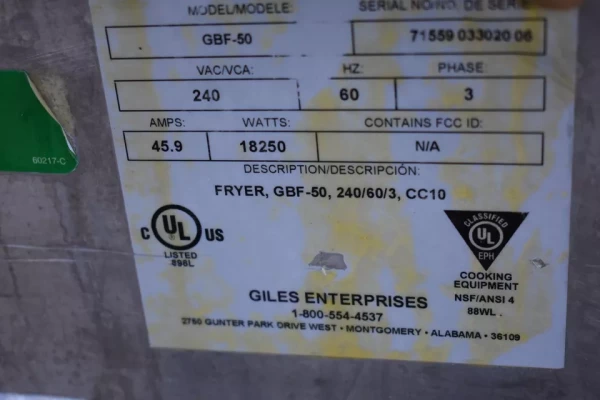 MODEL/MODELE: SERIAL NO/NO. DE SERIE
GBF-50 71559 033020 06
VAC/VCA: HZ: PHASE:
240 60 3
AMPS: WATTS: CONTAINS FCC ID:
45.9 18250 N/A
60217-C
DESCRIPTION/DESCRIPCIÓN:
FRYER, GBF-50, 240/60/3, CC10
C UL US
LISTED
896L
CLASSIFIED
UL
EPH
COOKING
EQUIPMENT
NSF/ANSI 4
88WL
GILES ENTERPRISES
1-800-554-4537
2750 GUNTER PARK DRIVE WEST • MONTGOMERY • ALABAMA • 36109